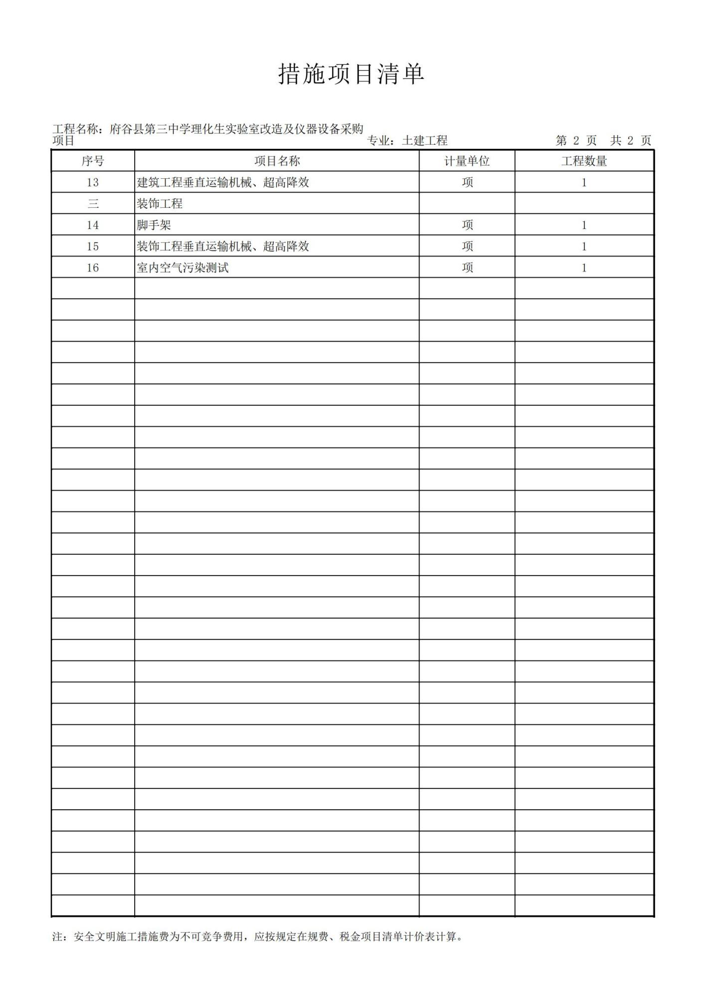 措施项目清单
工程名称：府谷县第三中学理化生实验室改造及仪器设备采购
项目 专业：土建工程 第 2 页 共 2 页
序号 项目名称 计量单位 工程数量
13 建筑工程垂直运输机械、超高降效 项 1
三 装饰工程
14 脚手架 项 1
15 装饰工程垂直运输机械、超高降效 项 1
16 室内空气污染测试 项 1
注：安全文明施工措施费为不可竞争费用，应按规定在规费、税金项目清单计价表计算。